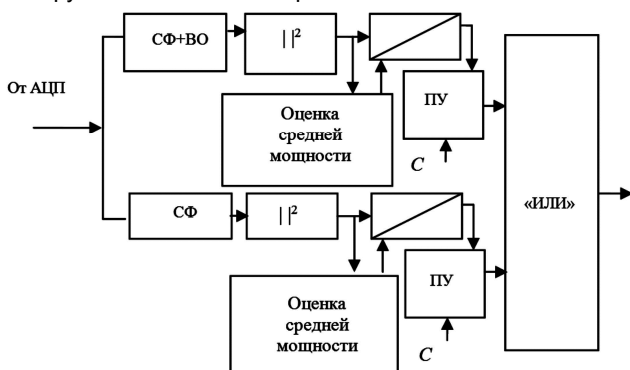 СФ+ВО
| |²
От АЦП
Оценка
средней
мощности
ПУ
C
«ИЛИ»
СФ
| |²
Оценка
средней
мощности
ПУ
C